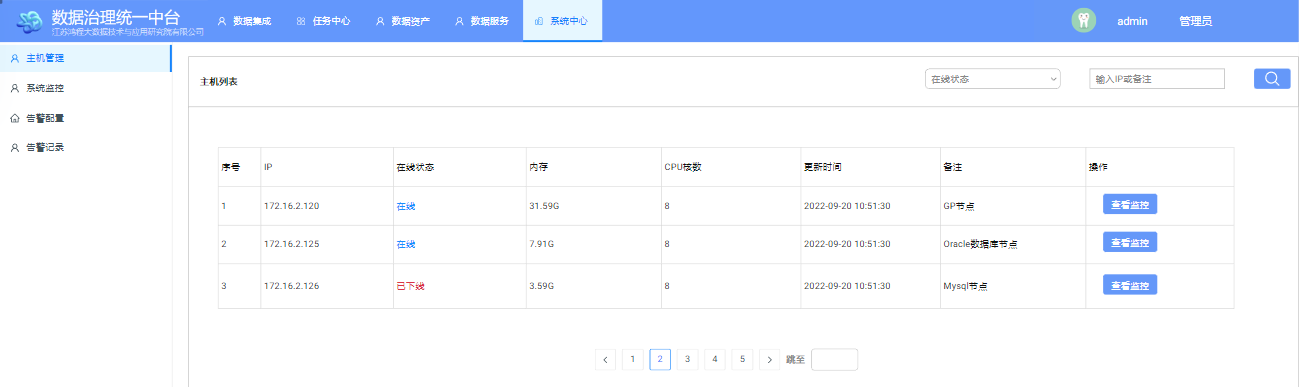 数据治理统一中台
江苏鸿程大数据技术与应用研究院有限公司
数据集成 任务中心 数据资产 数据服务 系统中心 admin 管理员
主机管理
系统监控
告警配置
告警记录
主机列表 在线状态 输入IP或备注
序号 IP 在线状态 内存 CPU核数 更新时间 备注 操作
1 172.16.2.120 在线 31.59G 8 2022-09-20 10:51:30 GP节点 查看监控
2 172.16.2.125 在线 7.91G 8 2022-09-20 10:51:30 Oracle数据库节点 查看监控
3 172.16.2.126 已下线 3.59G 8 2022-09-20 10:51:30 Mysql节点 查看监控
1 2 3 4 5 跳至